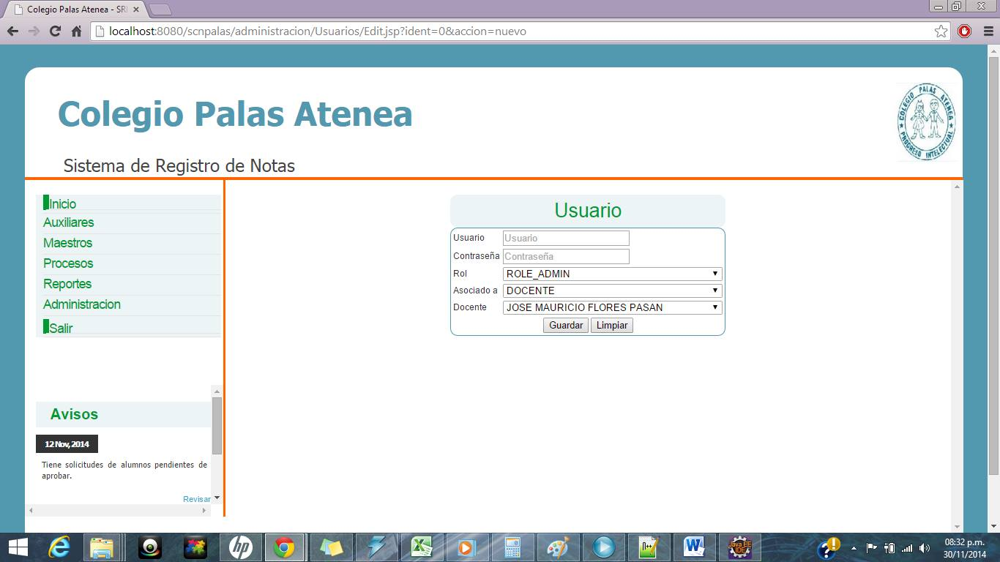 Colegio Palas Atenea - SRI
localhost:8080/scnpalas/administracion/Usuarios/Edit.jsp?ident=0&accion=nuevo
Colegio Palas Atenea
COLEGIO PALAS ATENEA
PROGRESO INTELECTUAL
Sistema de Registro de Notas
Inicio
Auxiliares
Maestros
Procesos
Reportes
Administracion
Salir
Usuario
Usuario Usuario
Contraseña Contraseña
Rol ROLE_ADMIN
Asociado a DOCENTE
Docente JOSE MAURICIO FLORES PASAN
Guardar Limpiar
Avisos
12 Nov, 2014
Tiene solicitudes de alumnos pendientes de
aprobar.
Revisar
hp
Java EE
IDE
08:32 p.m.
30/11/2014